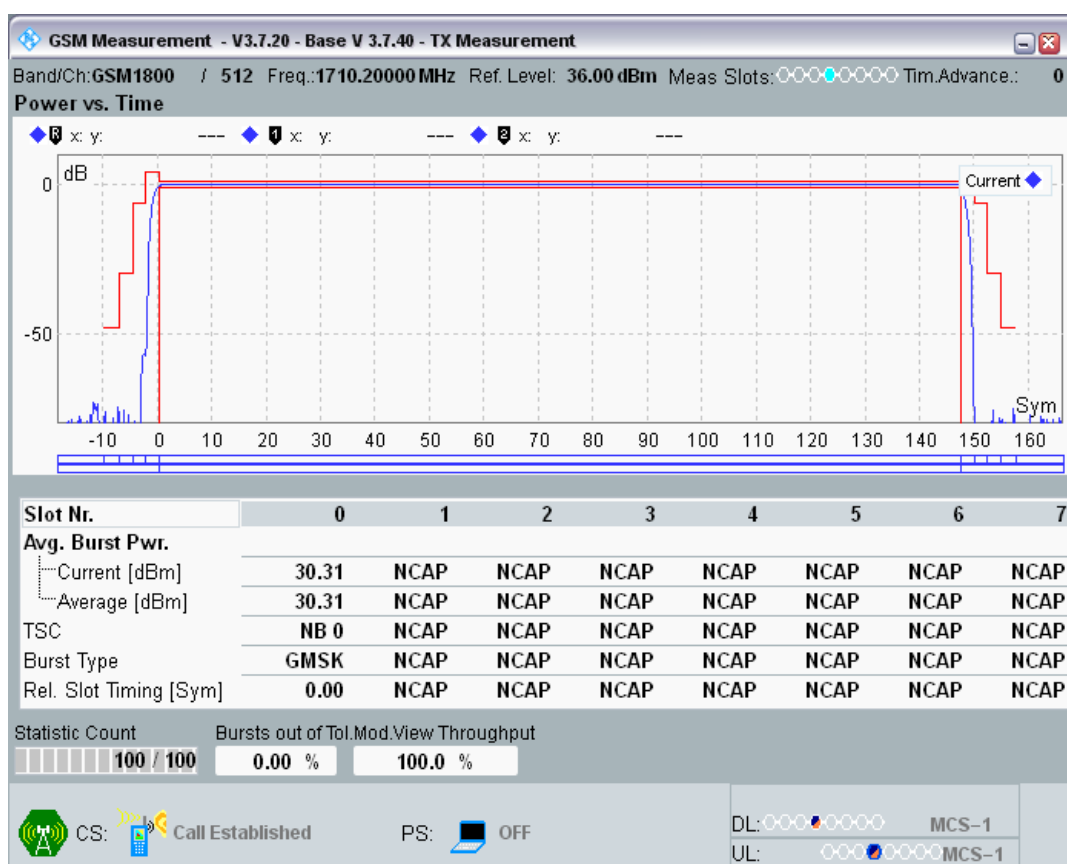 GSM Measurement - V3.7.20 - Base V 3.7.40 - TX Measurement
Band/Ch:GSM1800 / 512 Freq.:1710.20000 MHz Ref. Level: 36.00 dBm Meas Slots: Tim.Advance.: 0
Power vs. Time
R x: y: --- 1 x: y: --- 2 x: y: ---
dB
0
Current
-50
Sym
-10 0 10 20 30 40 50 60 70 80 90 100 110 120 130 140 150 160
Slot Nr. 0 1 2 3 4 5 6 7
Avg. Burst Pwr.
Current [dBm] 30.31 NCAP NCAP NCAP NCAP NCAP NCAP NCAP
Average [dBm] 30.31 NCAP NCAP NCAP NCAP NCAP NCAP NCAP
TSC NB 0 NCAP NCAP NCAP NCAP NCAP NCAP NCAP
Burst Type GMSK NCAP NCAP NCAP NCAP NCAP NCAP NCAP
Rel. Slot Timing [Sym] 0.00 NCAP NCAP NCAP NCAP NCAP NCAP NCAP
Statistic Count Bursts out of Tol.Mod.View Throughput
100 / 100 0.00 % 100.0 %
DL: MCS-1
CS: Call Established PS: OFF
UL: MCS-1